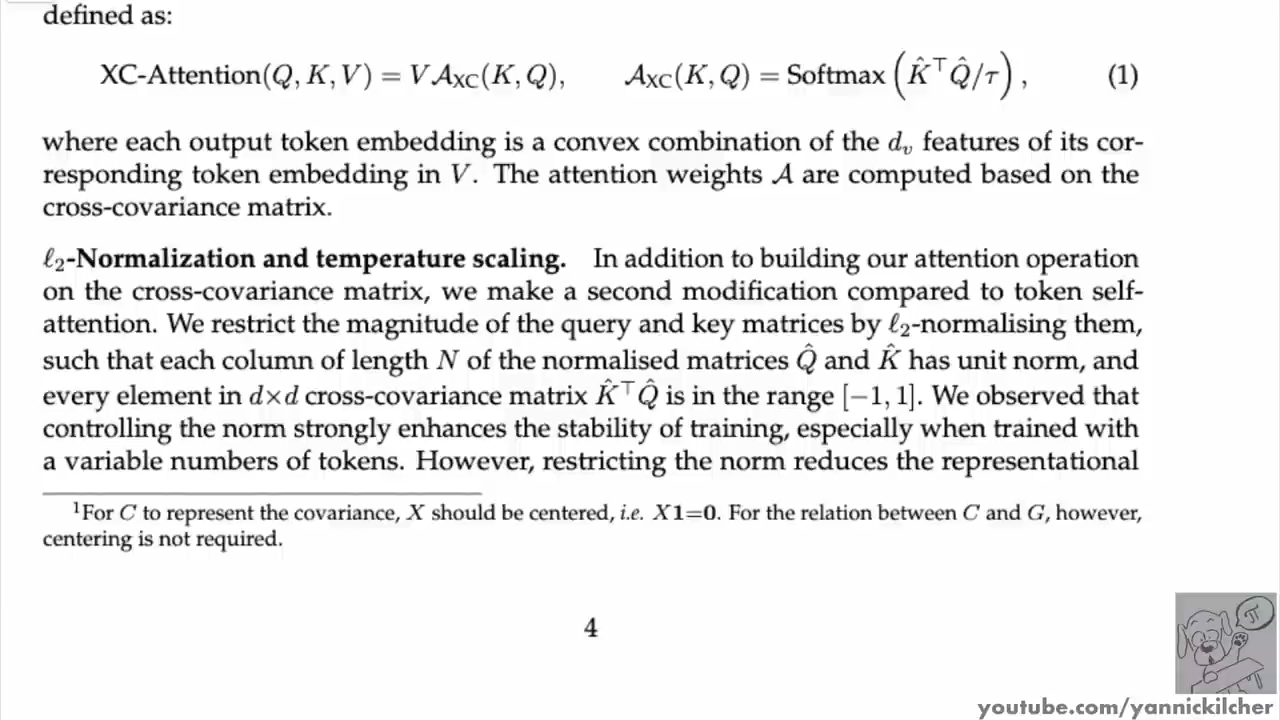 defined as:
XC-Attention(Q, K, V) = V𝒜_XC(K, Q),  𝒜_XC(K, Q) = Softmax (K̂^⊤Q̂/τ),  (1)
where each output token embedding is a convex combination of the d_v features of its cor-
responding token embedding in V. The attention weights 𝒜 are computed based on the
cross-covariance matrix.
ℓ₂-Normalization and temperature scaling. In addition to building our attention operation
on the cross-covariance matrix, we make a second modification compared to token self-
attention. We restrict the magnitude of the query and key matrices by ℓ₂-normalising them,
such that each column of length N of the normalised matrices Q̂ and K̂ has unit norm, and
every element in d×d cross-covariance matrix K̂^⊤Q̂ is in the range [−1, 1]. We observed that
controlling the norm strongly enhances the stability of training, especially when trained with
a variable numbers of tokens. However, restricting the norm reduces the representational
¹For C to represent the covariance, X should be centered, i.e. X1=0. For the relation between C and G, however,
centering is not required.
4
π
youtube.com/yannickilcher